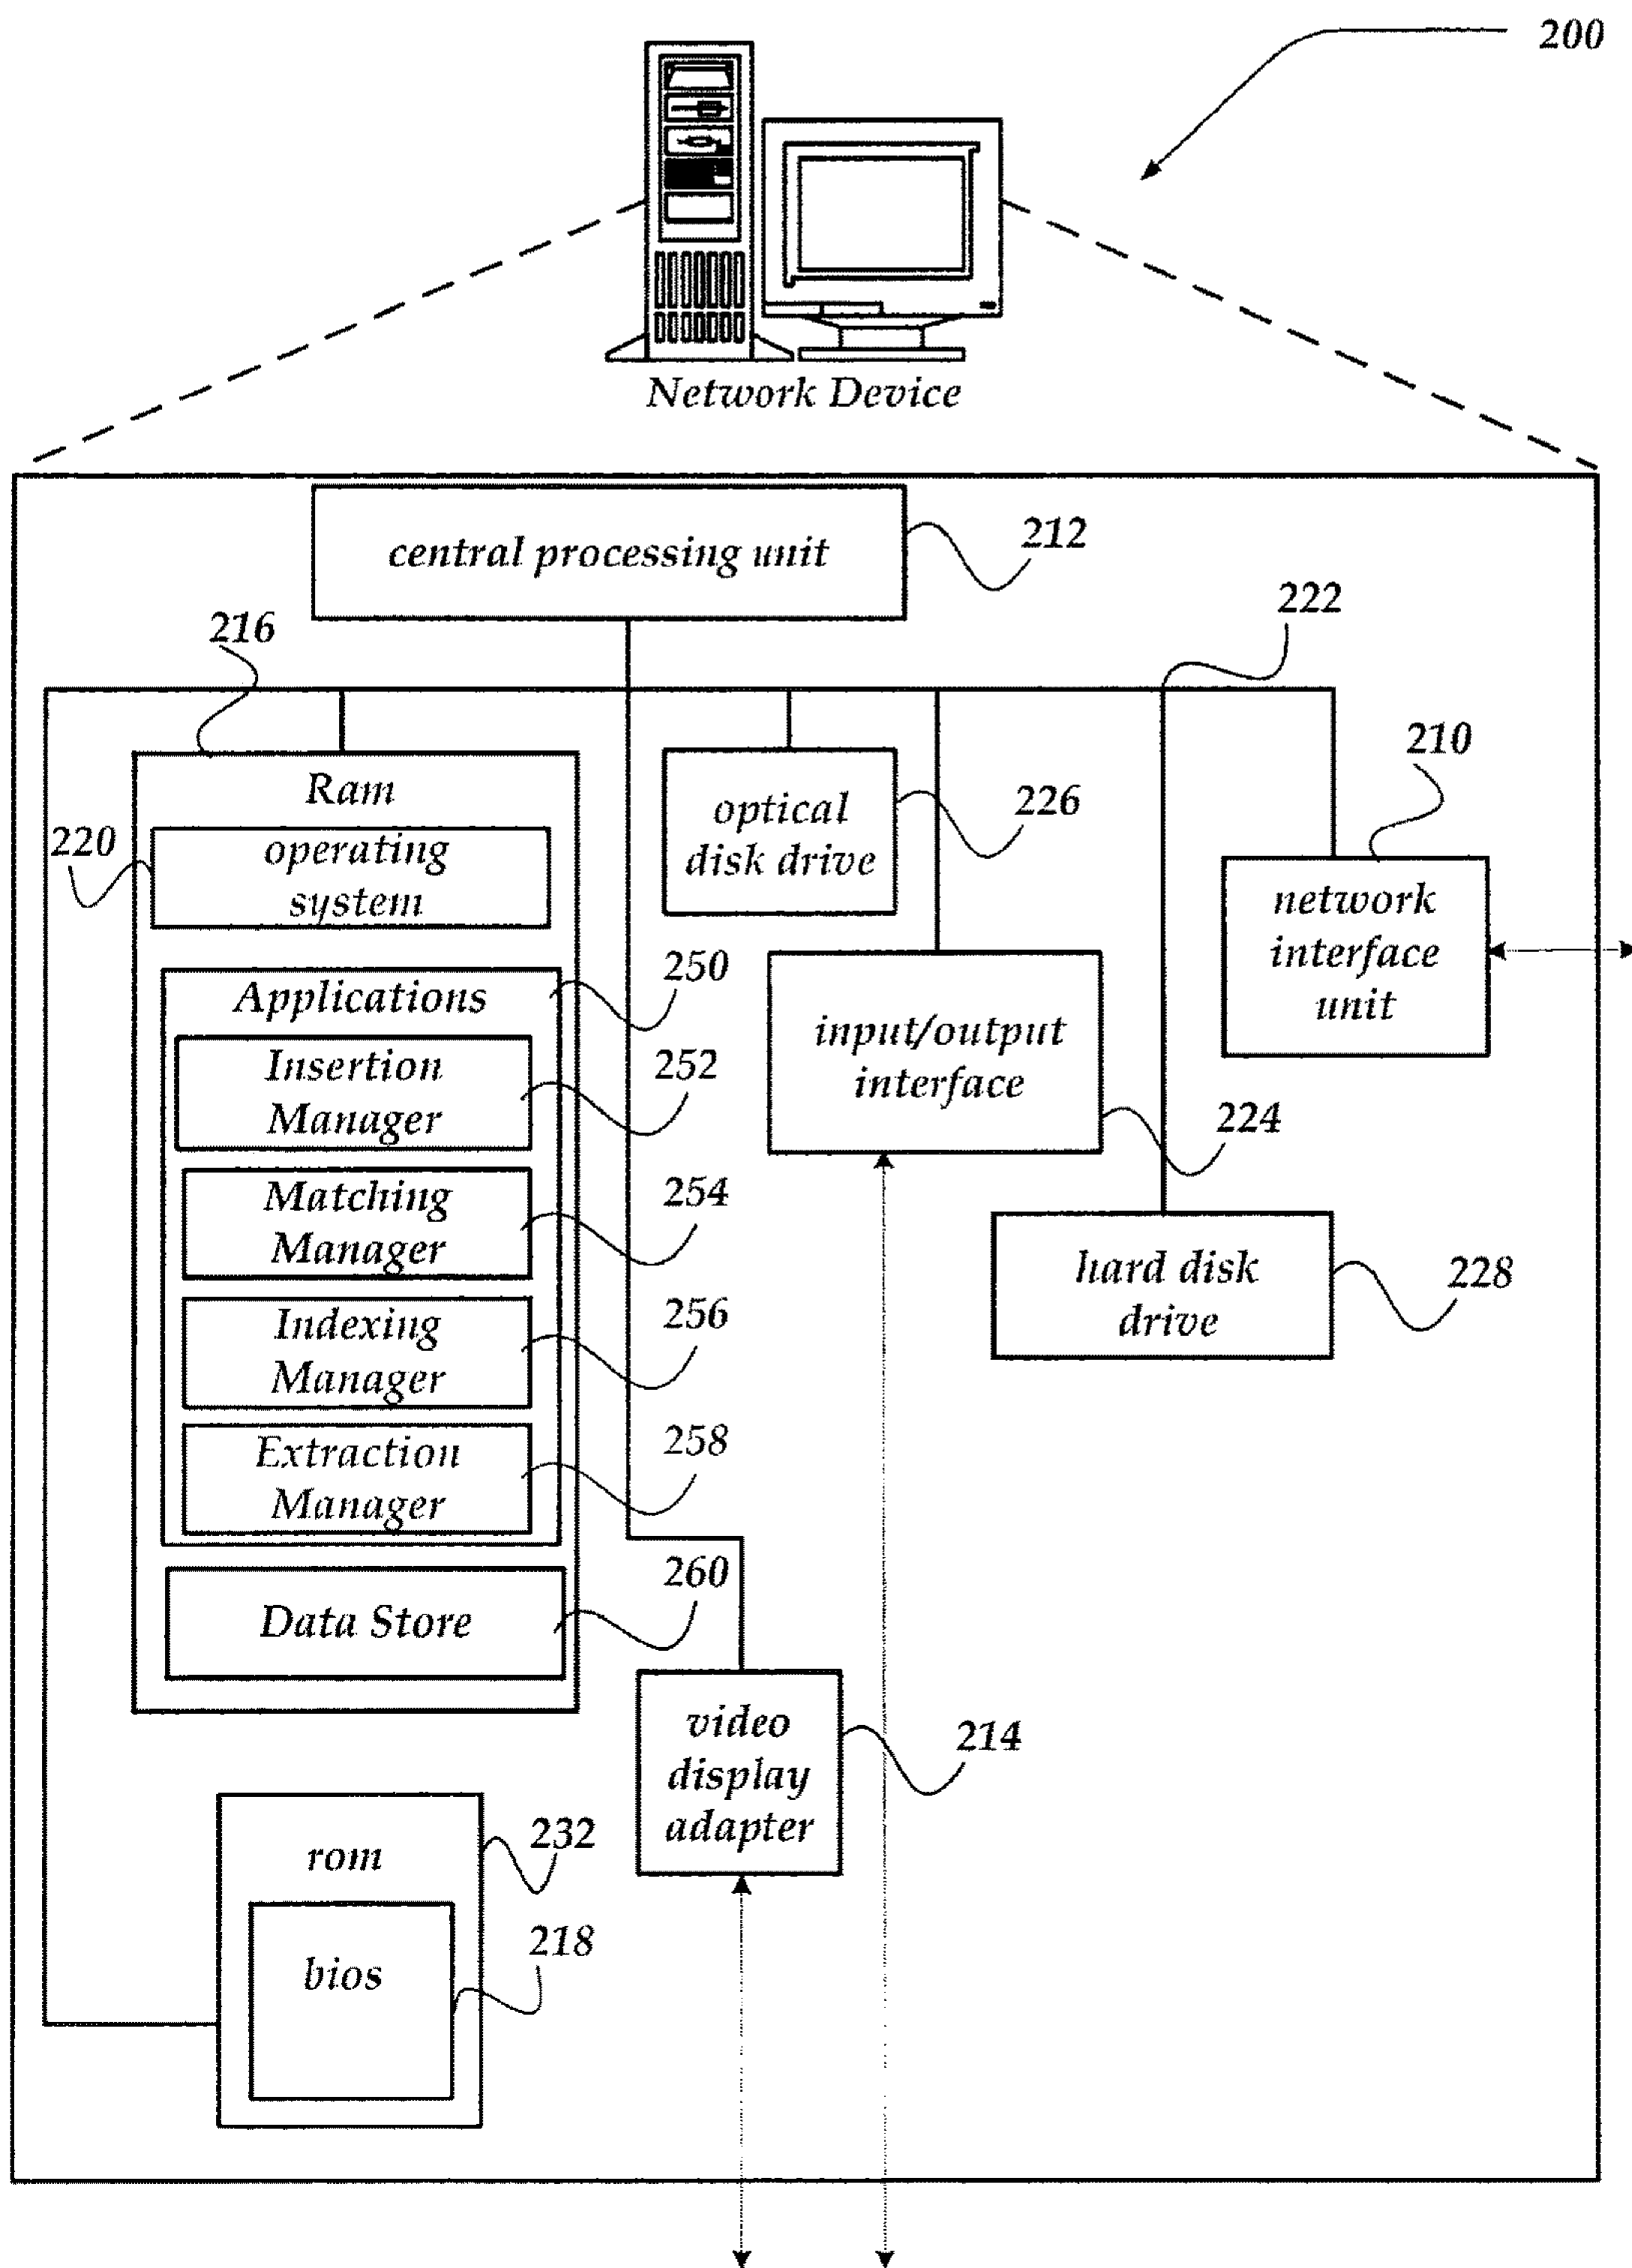 200
Network Device
central processing unit
212
222
216
210
Ram
optical
disk drive
226
220
operating
system
network
interface
unit
250
Applications
input/output
interface
252
Insertion
Manager
224
254
Matching
Manager
hard disk
drive
228
256
Indexing
Manager
258
Extraction
Manager
260
Data Store
video
display
adapter
214
232
rom
218
bios